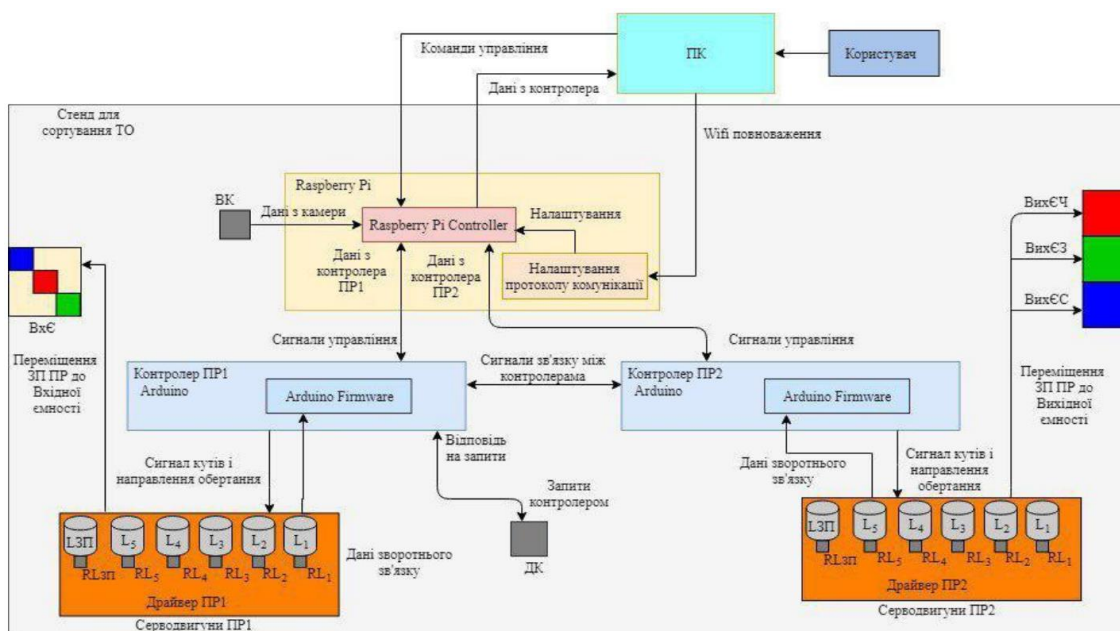 Команди управління
ПК
Користувач
Дані з контролера
Стенд для
сортування ТО
Wifi повноваження
Raspberry Pi
ВК
Дані з камери
Raspberry Pi Controller
Налаштування
ВихЄЧ
Дані з
контролера
ПР1
Дані з
контролера
ПР2
Налаштування
протоколу комунікації
ВихЄЗ
ВихЄС
ВхЄ
Сигнали управління
Сигнали управління
Переміщення
ЗП ПР до
Вхідної
ємності
Контролер ПР1
Arduino
Arduino Firmware
Сигнали зв'язку між
контролерама
Контролер ПР2
Arduino
Arduino Firmware
Переміщення
ЗП ПР до
Вихідної
ємності
Сигнал кутів і
направлення обертання
Відповідь
на запити
Дані зворотнього
зв'язку
Сигнал кутів і
направлення
обертання
Запити
контролером
ДК
LЗП L5 L4 L3 L2 L1
RLЗП RL5 RL4 RL3 RL2 RL1
Драйвер ПР1
Серводвигуни ПР1
Дані зворотнього
зв'язку
LЗП L5 L4 L3 L2 L1
RLЗП RL5 RL4 RL3 RL2 RL1
Драйвер ПР2
Серводвигуни ПР2